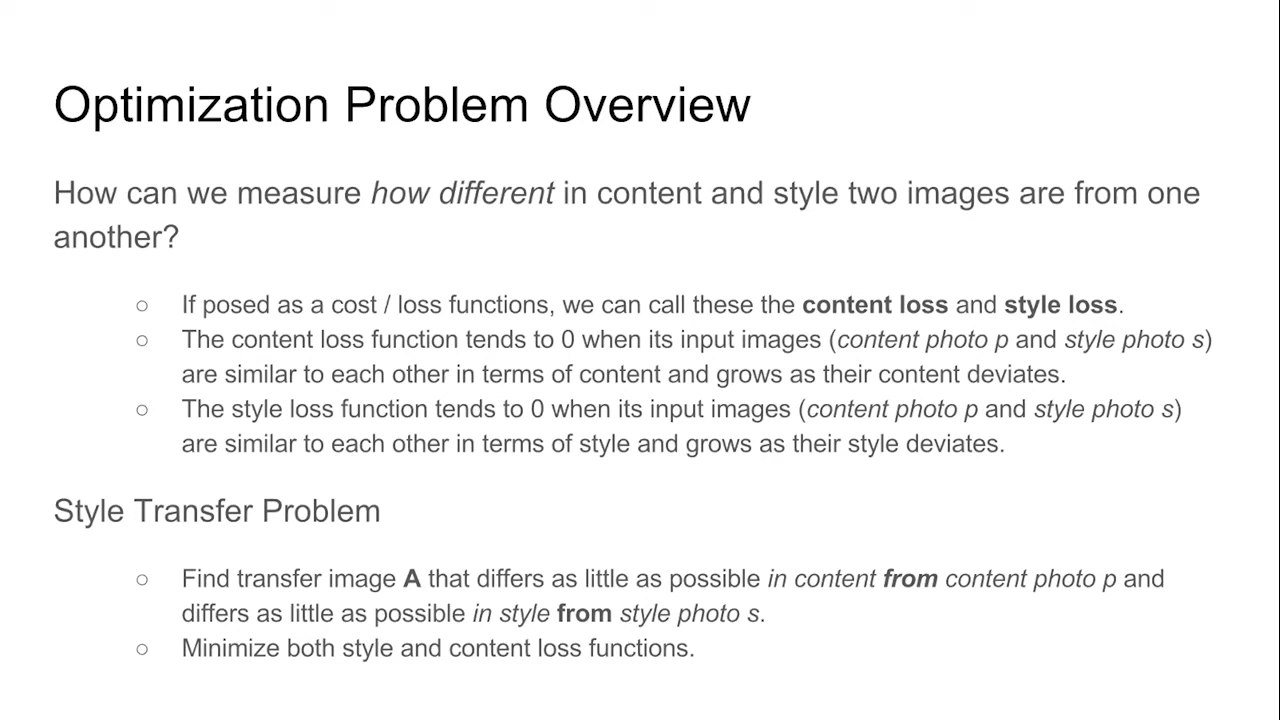 Optimization Problem Overview
How can we measure how different in content and style two images are from one
another?
○ If posed as a cost / loss functions, we can call these the content loss and style loss.
○ The content loss function tends to 0 when its input images (content photo p and style photo s)
are similar to each other in terms of content and grows as their content deviates.
○ The style loss function tends to 0 when its input images (content photo p and style photo s)
are similar to each other in terms of style and grows as their style deviates.
Style Transfer Problem
○ Find transfer image A that differs as little as possible in content from content photo p and
differs as little as possible in style from style photo s.
○ Minimize both style and content loss functions.